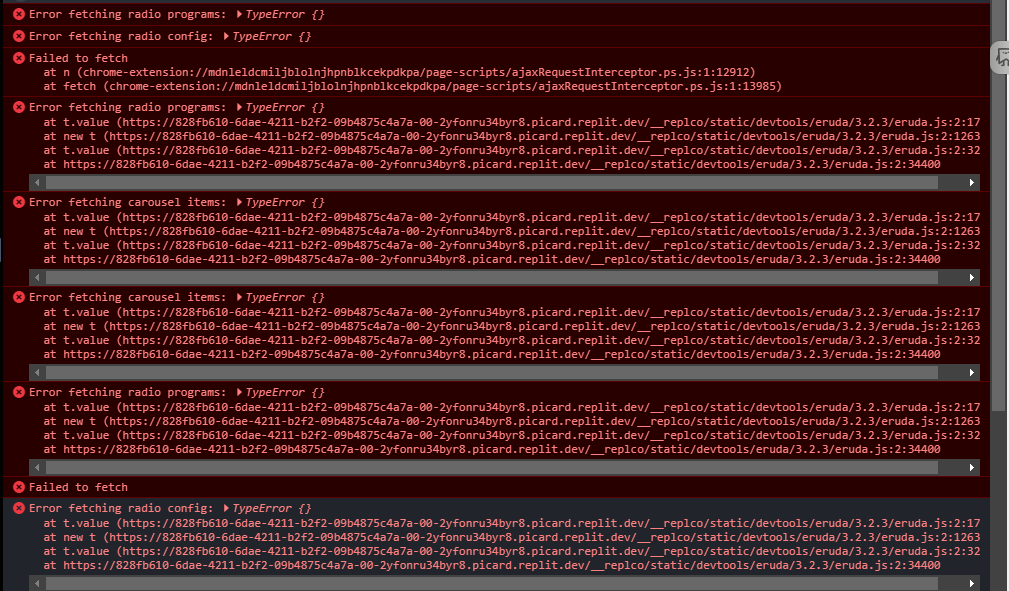 Error fetching radio programs: ▶TypeError {}
Error fetching radio config: ▶TypeError {}
Failed to fetch
at n (chrome-extension://mdnleldcmiljblolnjhpnblkcekpdkpa/page-scripts/ajaxRequestInterceptor.ps.js:1:12912)
at fetch (chrome-extension://mdnleldcmiljblolnjhpnblkcekpdkpa/page-scripts/ajaxRequestInterceptor.ps.js:1:13985)
Error fetching radio programs: ▶TypeError {}
at t.value (https://828fb610-6dae-4211-b2f2-09b4875c4a7a-00-2yfonru34byr8.picard.replit.dev/__replco/static/devtools/eruda/3.2.3/eruda.js:2:17
at new t (https://828fb610-6dae-4211-b2f2-09b4875c4a7a-00-2yfonru34byr8.picard.replit.dev/__replco/static/devtools/eruda/3.2.3/eruda.js:2:1263
at t.value (https://828fb610-6dae-4211-b2f2-09b4875c4a7a-00-2yfonru34byr8.picard.replit.dev/__replco/static/devtools/eruda/3.2.3/eruda.js:2:32
at https://828fb610-6dae-4211-b2f2-09b4875c4a7a-00-2yfonru34byr8.picard.replit.dev/__replco/static/devtools/eruda/3.2.3/eruda.js:2:34400
Error fetching carousel items: ▶TypeError {}
at t.value (https://828fb610-6dae-4211-b2f2-09b4875c4a7a-00-2yfonru34byr8.picard.replit.dev/__replco/static/devtools/eruda/3.2.3/eruda.js:2:17
at new t (https://828fb610-6dae-4211-b2f2-09b4875c4a7a-00-2yfonru34byr8.picard.replit.dev/__replco/static/devtools/eruda/3.2.3/eruda.js:2:1263
at t.value (https://828fb610-6dae-4211-b2f2-09b4875c4a7a-00-2yfonru34byr8.picard.replit.dev/__replco/static/devtools/eruda/3.2.3/eruda.js:2:32
at https://828fb610-6dae-4211-b2f2-09b4875c4a7a-00-2yfonru34byr8.picard.replit.dev/__replco/static/devtools/eruda/3.2.3/eruda.js:2:34400
Error fetching carousel items: ▶TypeError {}
at t.value (https://828fb610-6dae-4211-b2f2-09b4875c4a7a-00-2yfonru34byr8.picard.replit.dev/__replco/static/devtools/eruda/3.2.3/eruda.js:2:17
at new t (https://828fb610-6dae-4211-b2f2-09b4875c4a7a-00-2yfonru34byr8.picard.replit.dev/__replco/static/devtools/eruda/3.2.3/eruda.js:2:1263
at t.value (https://828fb610-6dae-4211-b2f2-09b4875c4a7a-00-2yfonru34byr8.picard.replit.dev/__replco/static/devtools/eruda/3.2.3/eruda.js:2:32
at https://828fb610-6dae-4211-b2f2-09b4875c4a7a-00-2yfonru34byr8.picard.replit.dev/__replco/static/devtools/eruda/3.2.3/eruda.js:2:34400
Error fetching radio programs: ▶TypeError {}
at t.value (https://828fb610-6dae-4211-b2f2-09b4875c4a7a-00-2yfonru34byr8.picard.replit.dev/__replco/static/devtools/eruda/3.2.3/eruda.js:2:17
at new t (https://828fb610-6dae-4211-b2f2-09b4875c4a7a-00-2yfonru34byr8.picard.replit.dev/__replco/static/devtools/eruda/3.2.3/eruda.js:2:1263
at t.value (https://828fb610-6dae-4211-b2f2-09b4875c4a7a-00-2yfonru34byr8.picard.replit.dev/__replco/static/devtools/eruda/3.2.3/eruda.js:2:32
at https://828fb610-6dae-4211-b2f2-09b4875c4a7a-00-2yfonru34byr8.picard.replit.dev/__replco/static/devtools/eruda/3.2.3/eruda.js:2:34400
Failed to fetch
Error fetching radio config: ▶TypeError {}
at t.value (https://828fb610-6dae-4211-b2f2-09b4875c4a7a-00-2yfonru34byr8.picard.replit.dev/__replco/static/devtools/eruda/3.2.3/eruda.js:2:17
at new t (https://828fb610-6dae-4211-b2f2-09b4875c4a7a-00-2yfonru34byr8.picard.replit.dev/__replco/static/devtools/eruda/3.2.3/eruda.js:2:1263
at t.value (https://828fb610-6dae-4211-b2f2-09b4875c4a7a-00-2yfonru34byr8.picard.replit.dev/__replco/static/devtools/eruda/3.2.3/eruda.js:2:32
at https://828fb610-6dae-4211-b2f2-09b4875c4a7a-00-2yfonru34byr8.picard.replit.dev/__replco/static/devtools/eruda/3.2.3/eruda.js:2:34400